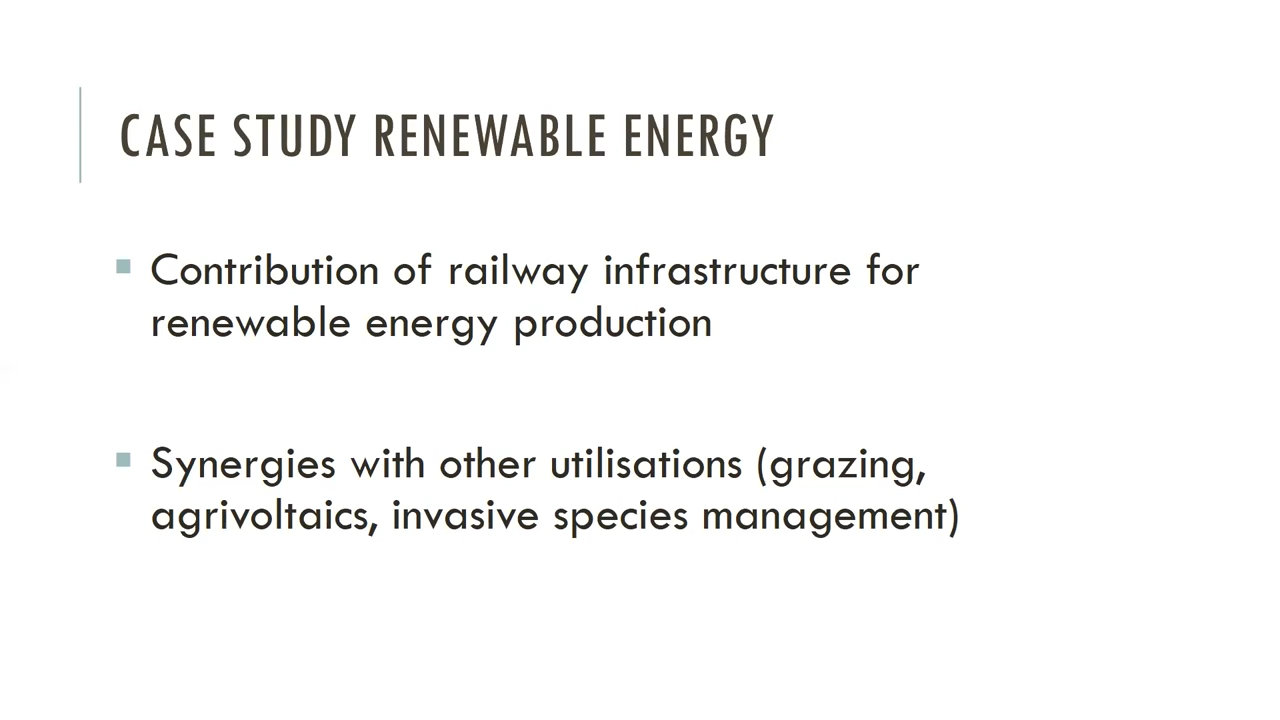 CASE STUDY RENEWABLE ENERGY
Contribution of railway infrastructure for
renewable energy production
Synergies with other utilisations (grazing,
agrivoltaics, invasive species management)